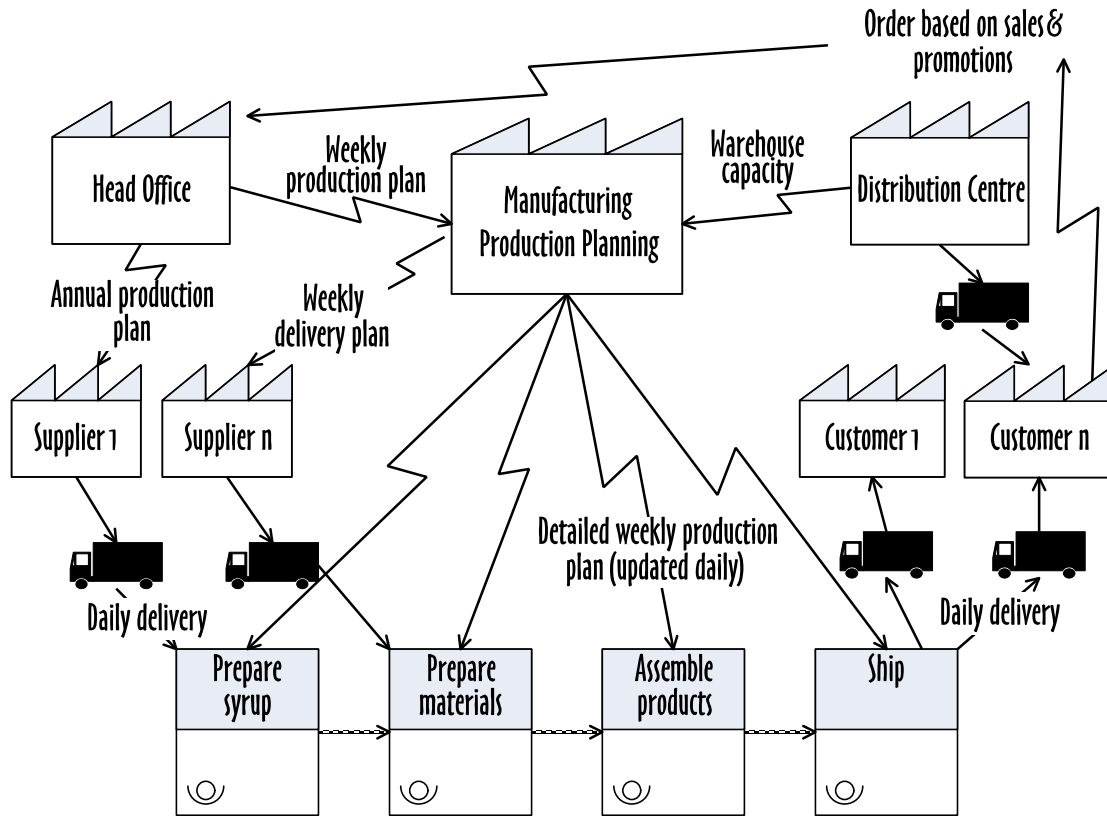 Order based on sales &
promotions
Head Office
Weekly
production plan
Manufacturing
Production Planning
Warehouse
capacity
Distribution Centre
Annual production
plan
Weekly
delivery plan
Supplier 1
Supplier n
Customer 1
Customer n
Detailed weekly production
plan (updated daily)
Daily delivery
Daily delivery
Prepare
syrup
Prepare
materials
Assemble
products
Ship